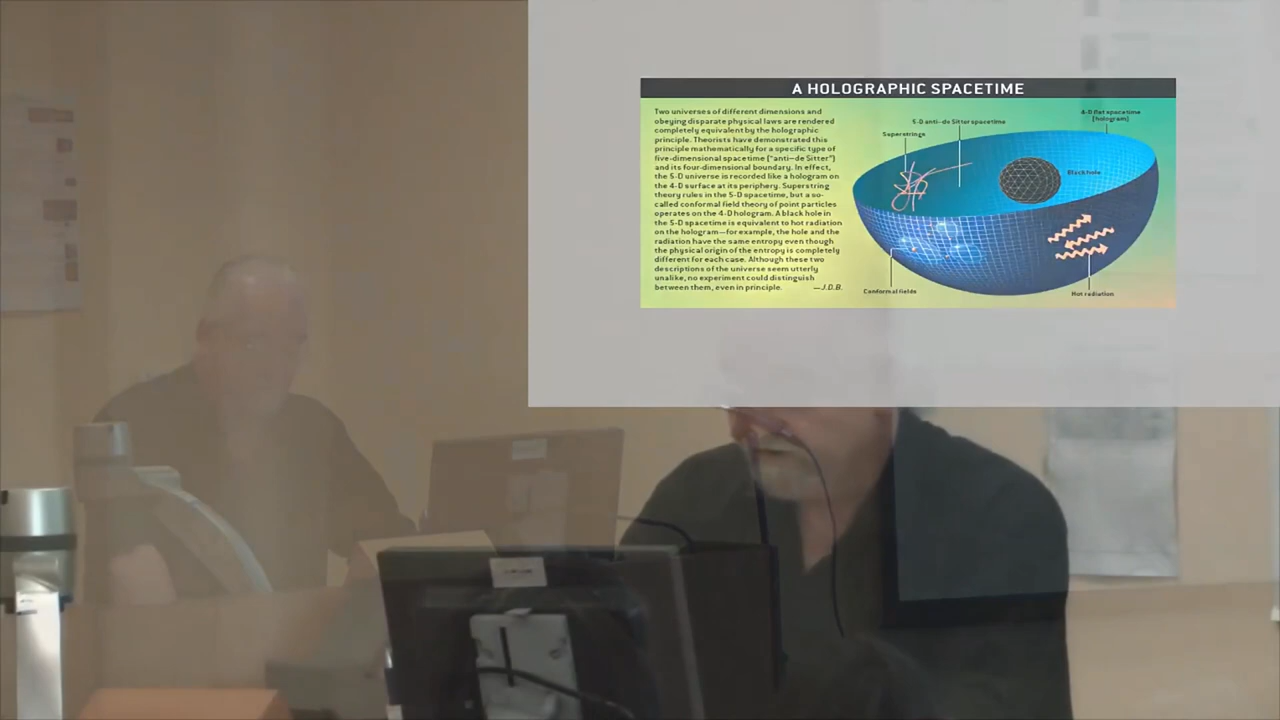 A HOLOGRAPHIC SPACETIME
Two universes of different dimensions and
obeying disparate physical laws are rendered
completely equivalent by the holographic
principle. Theorists have demonstrated this
principle mathematically for a specific type of
five-dimensional spacetime ("anti–de Sitter")
and its four-dimensional boundary. In effect,
the 5-D universe is recorded like a hologram on
the 4-D surface at its periphery. Superstring
theory rules in the 5-D spacetime, but a so-
called conformal field theory of point particles
operates on the 4-D hologram. A black hole in
the 5-D spacetime is equivalent to hot radiation
on the hologram—for example, the hole and the
radiation have the same entropy even though
the physical origin of the entropy is completely
different for each case. Although these two
descriptions of the universe seem utterly
unalike, no experiment could distinguish
between them, even in principle. —J.D.B.
5-D anti–de Sitter spacetime
4-D flat spacetime
(hologram)
Superstrings
Black hole
Conformal fields
Hot radiation